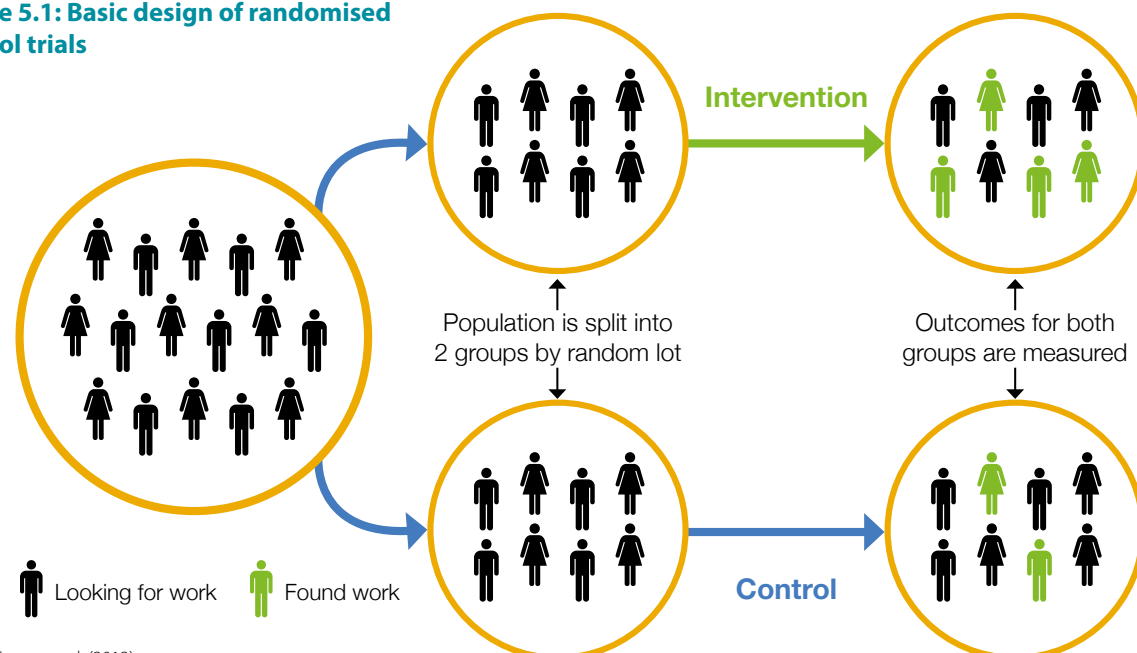 5.1: Basic design of randomised
trials
Intervention
Population is split into
2 groups by random lot
Outcomes for both
groups are measured
Looking for work
Found work
Control